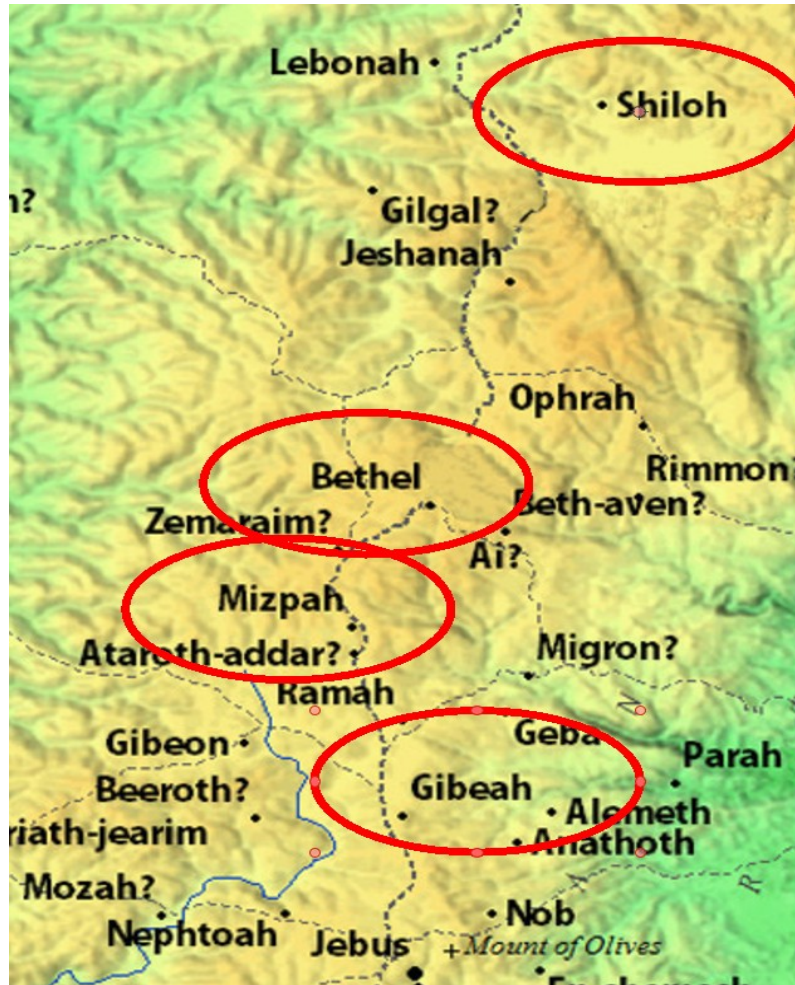 Lebonah
Shiloh
n?
Gilgal?
Jeshanah
Ophrah
Rimmon?
Bethel
Beth-aven?
Zemaraim?
Ai?
Mizpah
Ataroth-addar?
Migron?
Ramah
N
Geba
Gibeon
Parah
Beeroth?
Gibeah
Alemeth
riath-jearim
Anathoth
A
R
Mozah?
Nob
Nephtoah
Jebus
Mount of Olives